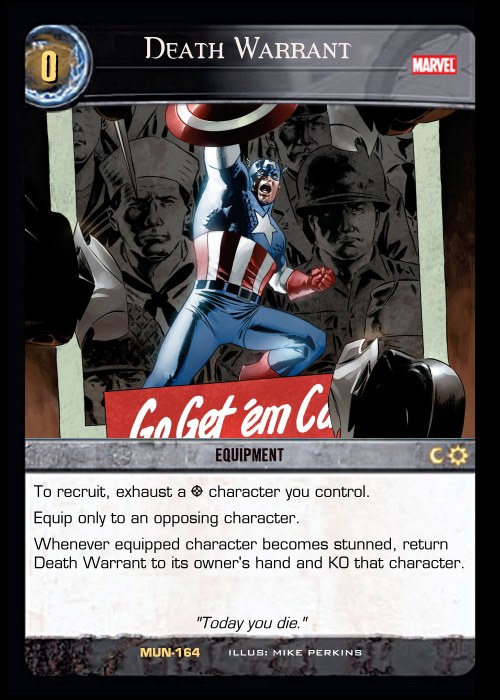 0
Death Warrant
MARVEL
Go Get 'em
EQUIPMENT
To recruit, exhaust a character you control.
Equip only to an opposing character.
Whenever equipped character becomes stunned, return
Death Warrant to its owner's hand and KO that character.
"Today you die."
MUN-164 ILLUS: MIKE PERKINS